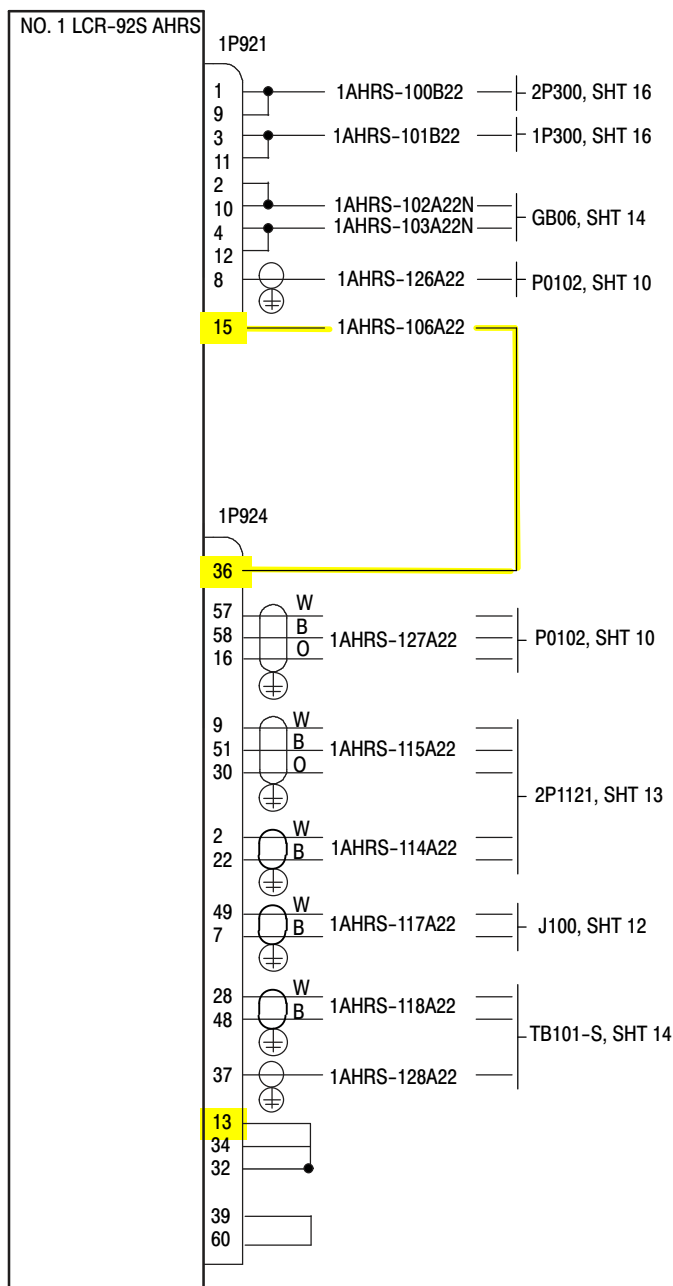 NO. 1 LCR-92S AHRS
1P921
1 1AHRS-100B22 2P300, SHT 16
9
3 1AHRS-101B22 1P300, SHT 16
11
2
10 1AHRS-102A22N
GB06, SHT 14
4 1AHRS-103A22N
12
8 1AHRS-126A22 P0102, SHT 10
15 1AHRS-106A22
1P924
36
57 W
58 B 1AHRS-127A22 P0102, SHT 10
16 O
9 W
51 B 1AHRS-115A22
30 O
2P1121, SHT 13
2 W
1AHRS-114A22
22 B
49 W
1AHRS-117A22 J100, SHT 12
7 B
28 W
1AHRS-118A22
48 B
TB101-S, SHT 14
37 1AHRS-128A22
13
34
32
39
60